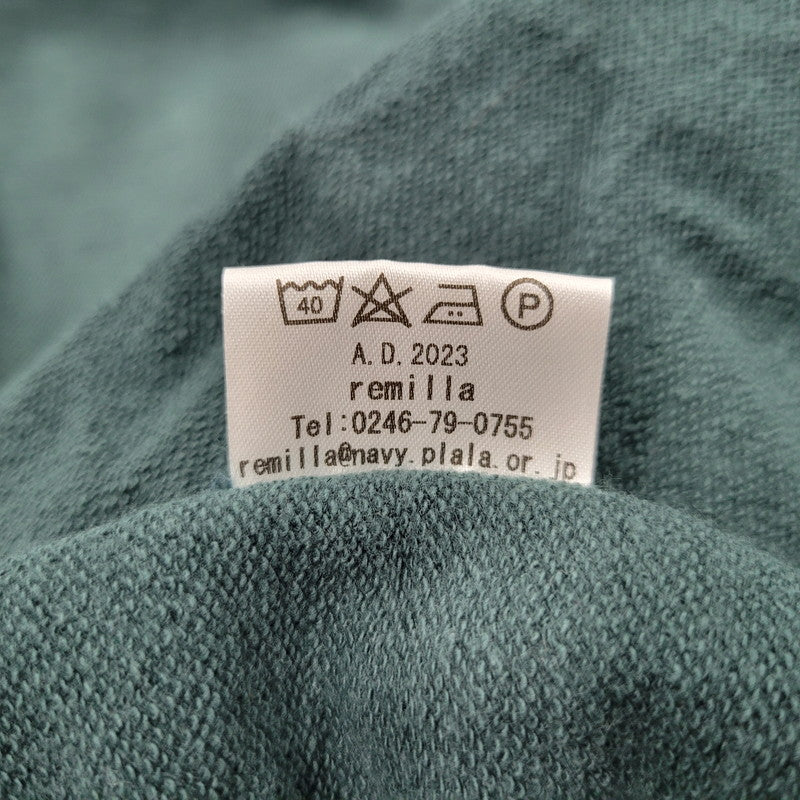 40 P
A.D.2023
remilla
Tel:0246-79-0755
remilla@navy.plala.or.jp